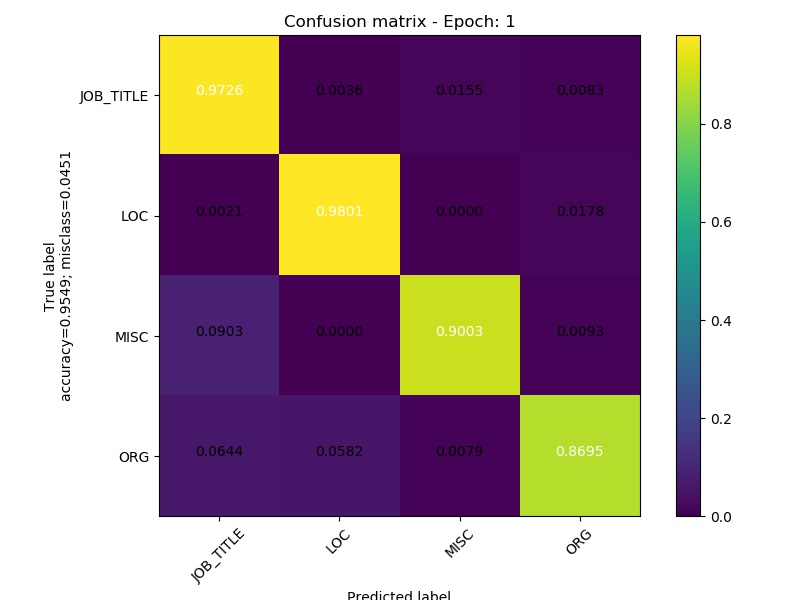 Confusion matrix - Epoch: 1
JOB_TITLE 0.9726 0.0036 0.0155 0.0083
LOC 0.0021 0.9801 0.0000 0.0178
MISC 0.0903 0.0000 0.9003 0.0093
ORG 0.0644 0.0582 0.0079 0.8695
JOB_TITLE LOC MISC ORG
Predicted label
True label
accuracy=0.9549; misclass=0.0451
0.8
0.6
0.4
0.2
0.0